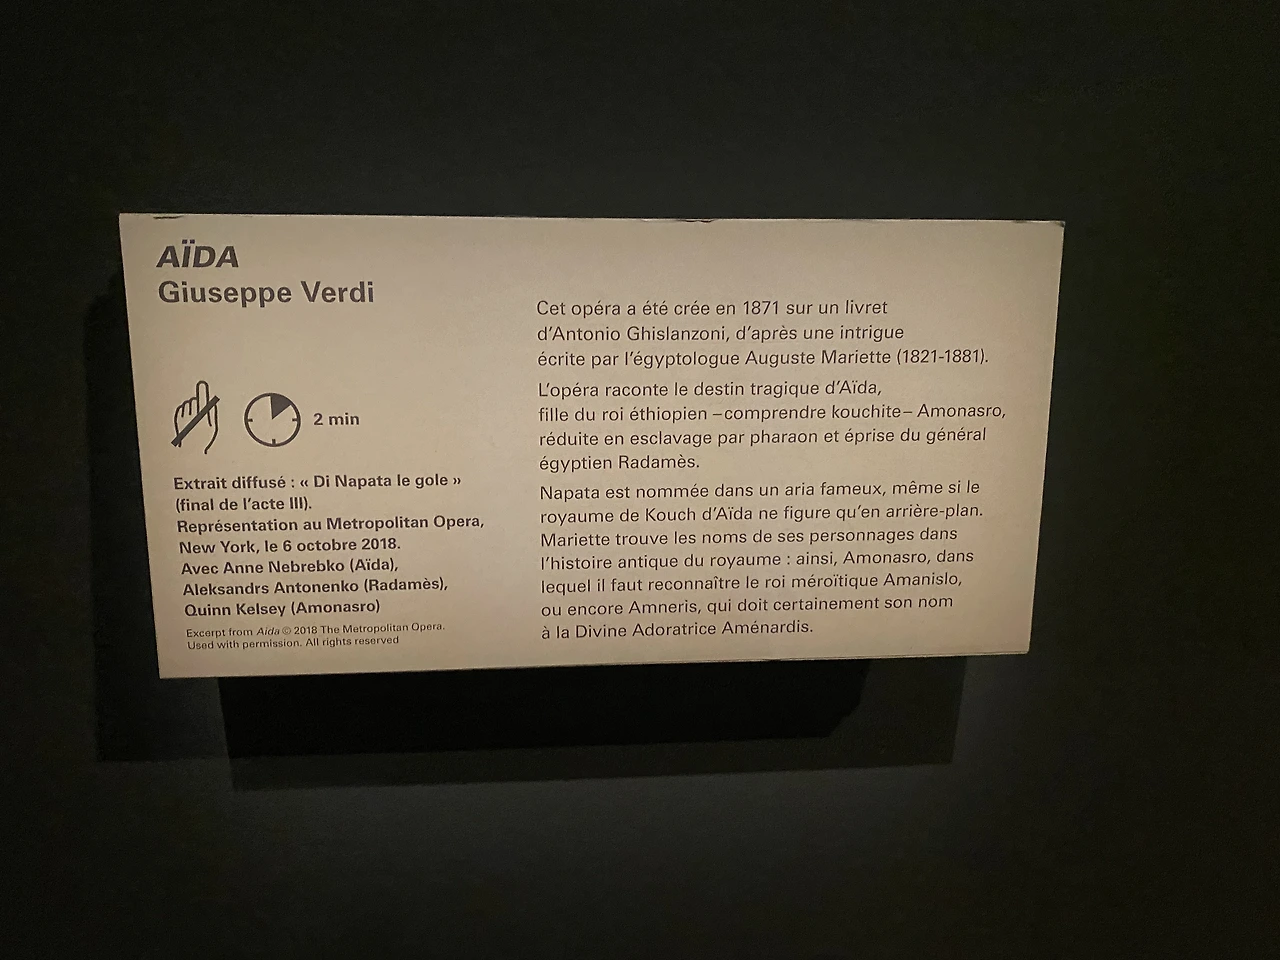 AÏDA
Giuseppe Verdi
2 min
Extrait diffusé : « Di Napata le gole »
(final de l'acte III).
Représentation au Metropolitan Opera,
New York, le 6 octobre 2018.
Avec Anne Nebrebko (Aïda),
Aleksandrs Antonenko (Radamès),
Quinn Kelsey (Amonasro)
Excerpt from Aida © 2018 The Metropolitan Opera.
Used with permission. All rights reserved
Cet opéra a été crée en 1871 sur un livret
d'Antonio Ghislanzoni, d'après une intrigue
écrite par l'égyptologue Auguste Mariette (1821-1881).
L'opéra raconte le destin tragique d'Aïda,
fille du roi éthiopien –comprendre kouchite– Amonasro,
réduite en esclavage par pharaon et éprise du général
égyptien Radamès.
Napata est nommée dans un aria fameux, même si le
royaume de Kouch d'Aïda ne figure qu'en arrière-plan.
Mariette trouve les noms de ses personnages dans
l'histoire antique du royaume : ainsi, Amonasro, dans
lequel il faut reconnaître le roi méroïtique Amanislo,
ou encore Amneris, qui doit certainement son nom
à la Divine Adoratrice Aménardis.